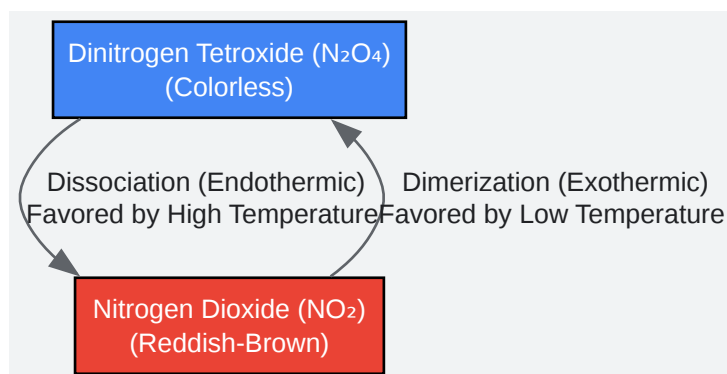 Dinitrogen Tetroxide (N₂O₄)
(Colorless)
Dissociation (Endothermic)
Favored by High Temperature
Dimerization (Exothermic)
Favored by Low Temperature
Nitrogen Dioxide (NO₂)
(Reddish-Brown)